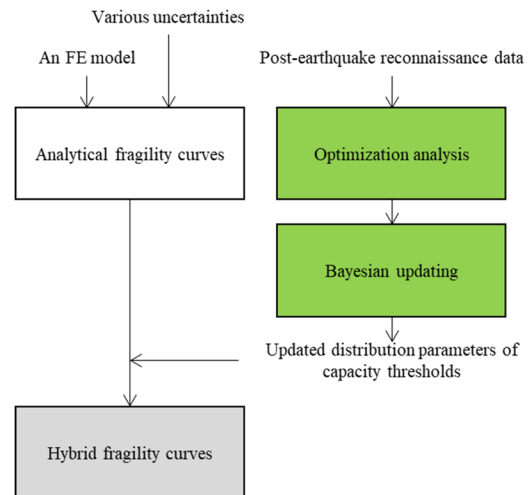 Various uncertainties
An FE model
Post-earthquake reconnaissance data
Analytical fragility curves
Optimization analysis
Bayesian updating
Updated distribution parameters of
capacity thresholds
Hybrid fragility curves